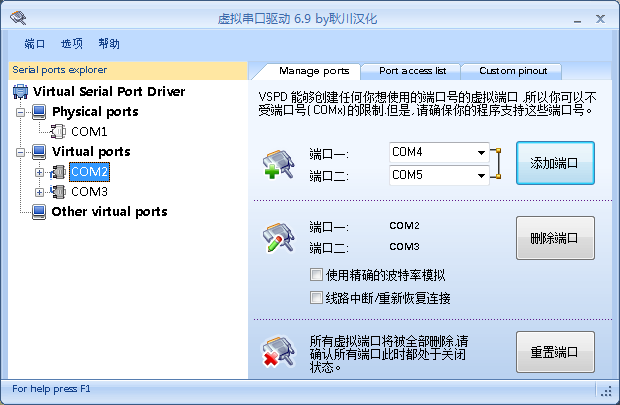 虚拟串口驱动 6.9 by耿川汉化
端口 选项 帮助
Serial ports explorer
Virtual Serial Port Driver
Physical ports
COM1
Virtual ports
COM2
COM3
Other virtual ports
Manage ports Port access list Custom pinout
VSPD 能够创建任何你想使用的端口号的虚拟端口 ,所以你可以不
受端口号( COMx)的限制.但是, 请确保你的程序支持这些端口号。
端口一: COM4
端口二: COM5
添加端口
端口一: COM2
端口二: COM3
删除端口
使用精确的波特率模拟
线路中断/重新恢复连接
所有虚拟端口将被全部删除,请
确认所有端口此时都处于关闭
状态。
重置端口
For help press F1